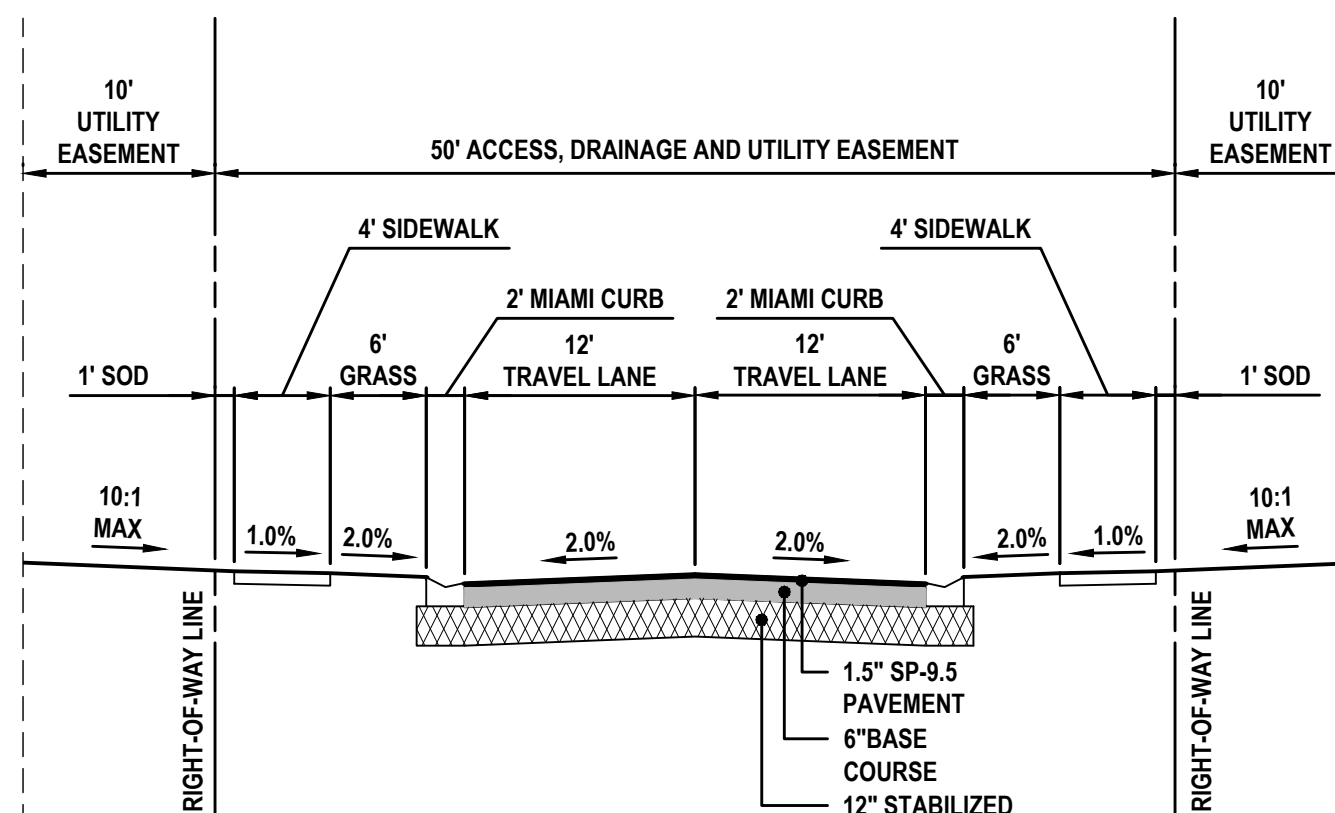 10'
UTILITY
EASEMENT
50' ACCESS, DRAINAGE AND UTILITY EASEMENT
10'
UTILITY
EASEMENT
4' SIDEWALK
4' SIDEWALK
2' MIAMI CURB
2' MIAMI CURB
1' SOD
6'
GRASS
12'
TRAVEL LANE
12'
TRAVEL LANE
6'
GRASS
1' SOD
10:1
MAX
1.0%
2.0%
2.0%
2.0%
2.0%
1.0%
10:1
MAX
RIGHT-OF-WAY LINE
1.5" SP-9.5
PAVEMENT
6"BASE
COURSE
12" STABILIZED
RIGHT-OF-WAY LINE